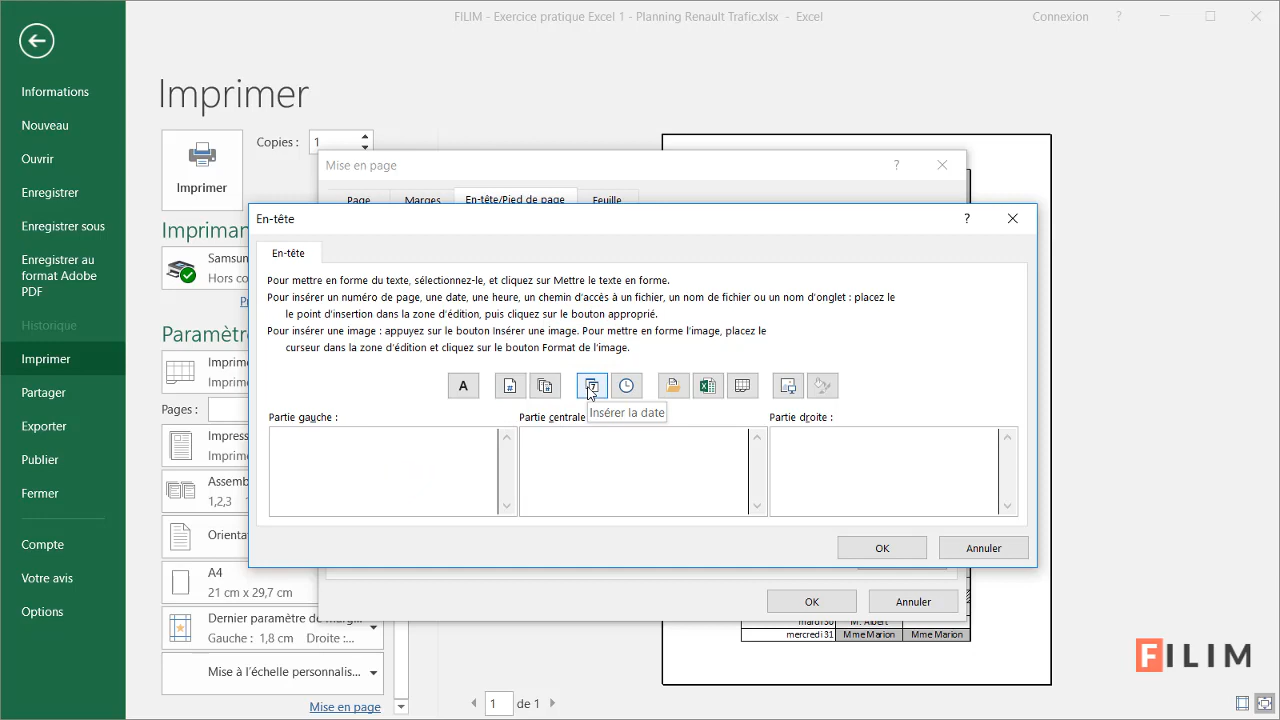 FILIM - Exercice pratique Excel 1 - Planning Renault Trafic.xlsx - Excel
Connexion
?
Informations
Nouveau
Ouvrir
Enregistrer
Enregistrer sous
Enregistrer au
format Adobe
PDF
Historique
Imprimer
Partager
Exporter
Publier
Fermer
Compte
Votre avis
Options
Imprimer
Copies : 1
Imprimer
Mise en page
?
Page Marges En-tête/Pied de page Feuille
Samsu
Hors co
Imprim
Imprime
Pages :
Impress
Imprime
Assemb
1,2,3
Orienta
A4
21 cm x 29,7 cm
Dernier paramètre de marg...
Gauche : 1,8 cm Droite :...
Mise à l'échelle personnalis...
Mise en page
En-tête
?
En-tête
Pour mettre en forme du texte, sélectionnez-le, et cliquez sur Mettre le texte en forme.
Pour insérer un numéro de page, une date, une heure, un chemin d'accès à un fichier, un nom de fichier ou un nom d'onglet : placez le
le point d'insertion dans la zone d'édition, puis cliquez sur le bouton approprié.
Pour insérer une image : appuyez sur le bouton Insérer une image. Pour mettre en forme l'image, placez le
curseur dans la zone d'édition et cliquez sur le bouton Format de l'image.
A
Insérer la date
Partie gauche : Partie centrale Partie droite :
OK Annuler
OK Annuler
mardi 30 M. Albert
mercredi 31 Mme Marion Mme Marion
1 de 1
FILIM